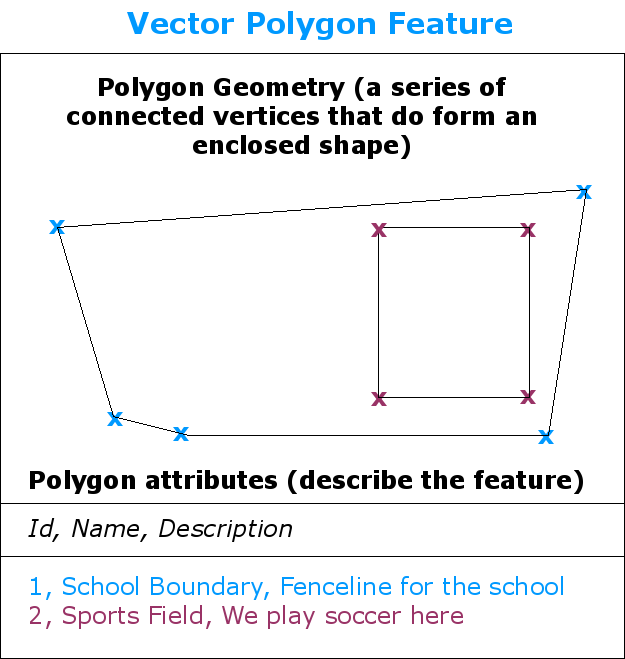 Vector Polygon Feature
Polygon Geometry (a series of
connected vertices that do form an
enclosed shape)
x
x
x
x
x
x
x
x
x
Polygon attributes (describe the feature)
Id, Name, Description
1, School Boundary, Fenceline for the school
2, Sports Field, We play soccer here